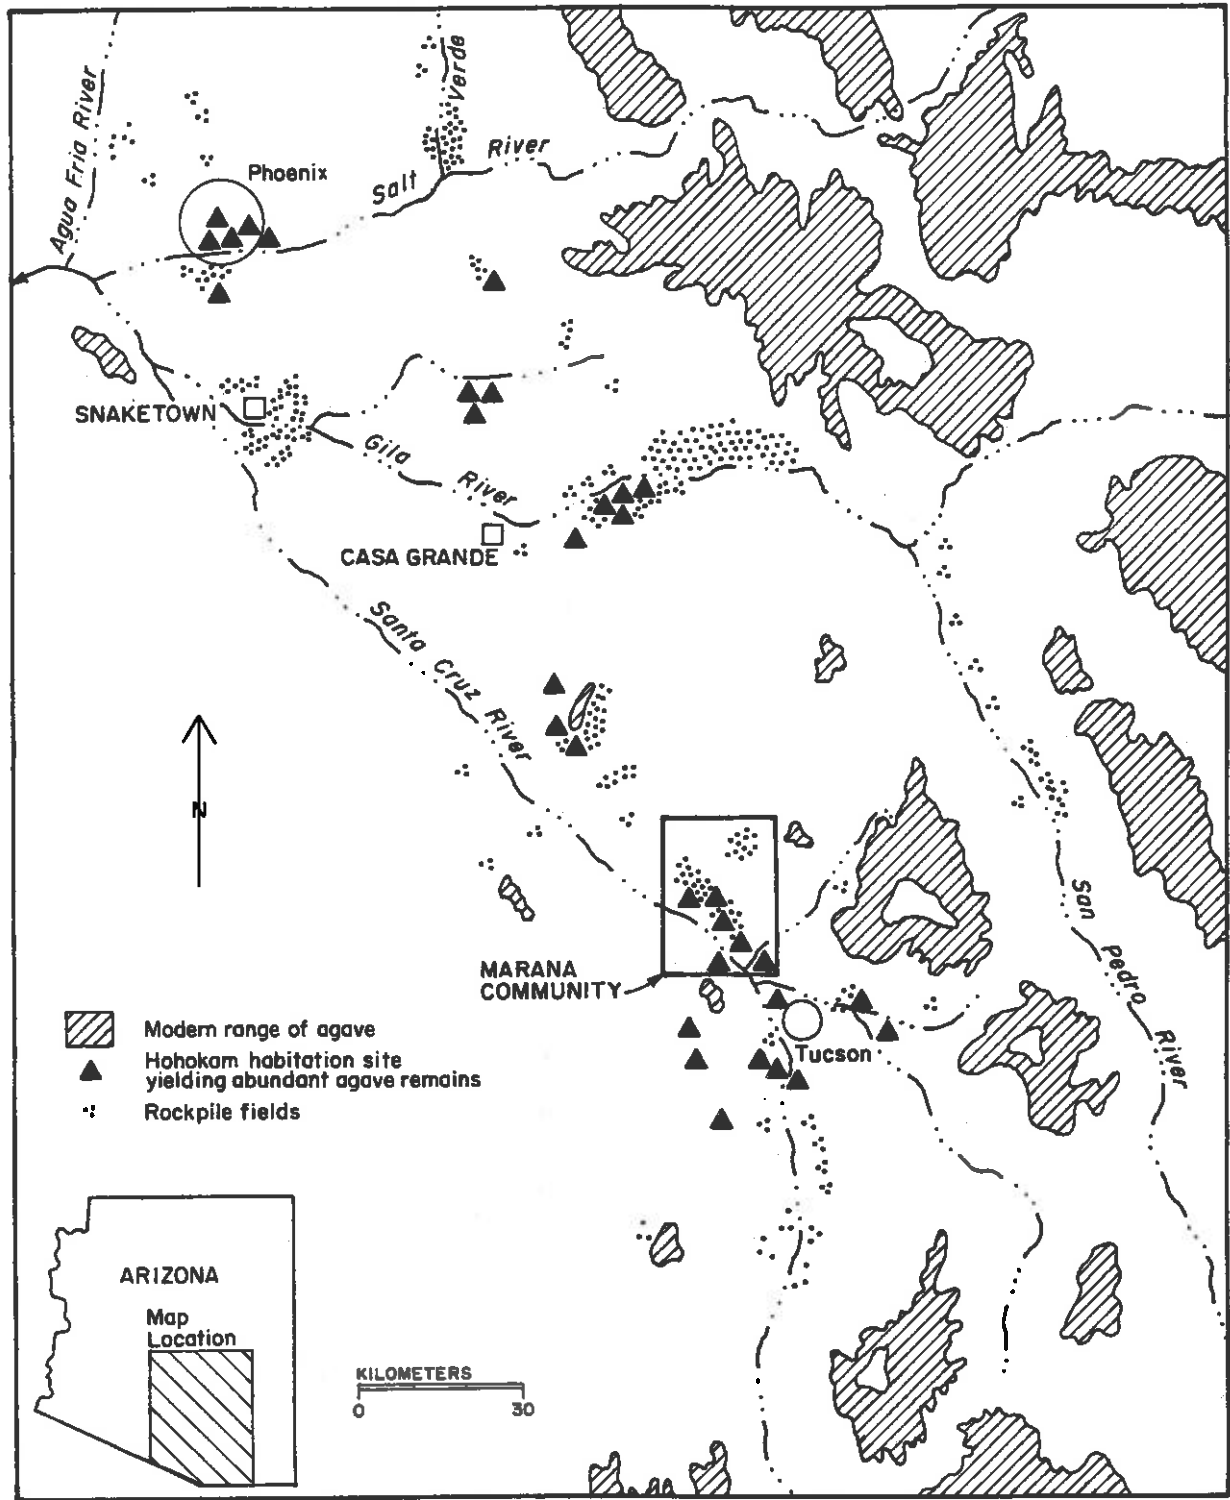 Agua Fria River
Verde
River
Salt
Phoenix
SNAKETOWN
Gila
River
CASA GRANDE
Santa Cruz River
N
MARANA
COMMUNITY
San Pedro River
Tucson
Modern range of agave
Hohokam habitation site
yielding abundant agave remains
Rockpile fields
ARIZONA
Map
Location
KILOMETERS
0 30